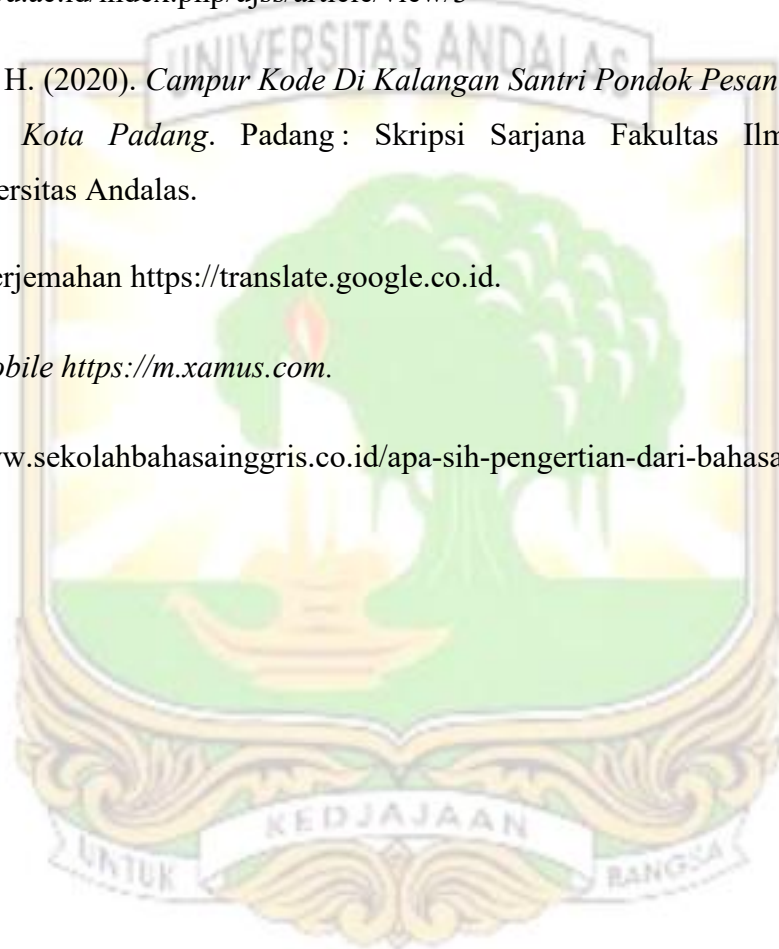 UNIVERSITAS ANDALAS
H. (2020). Campur Kode Di Kalangan Santri Pondok Pesan
Kota Padang. Padang : Skripsi Sarjana Fakultas Ilm
ersitas Andalas.
erjemahan https://translate.google.co.id.
obile https://m.xamus.com.
ww.sekolahbahasainggris.co.id/apa-sih-pengertian-dari-bahasa
KEDJAJAAN
UNTUK
BANGSA